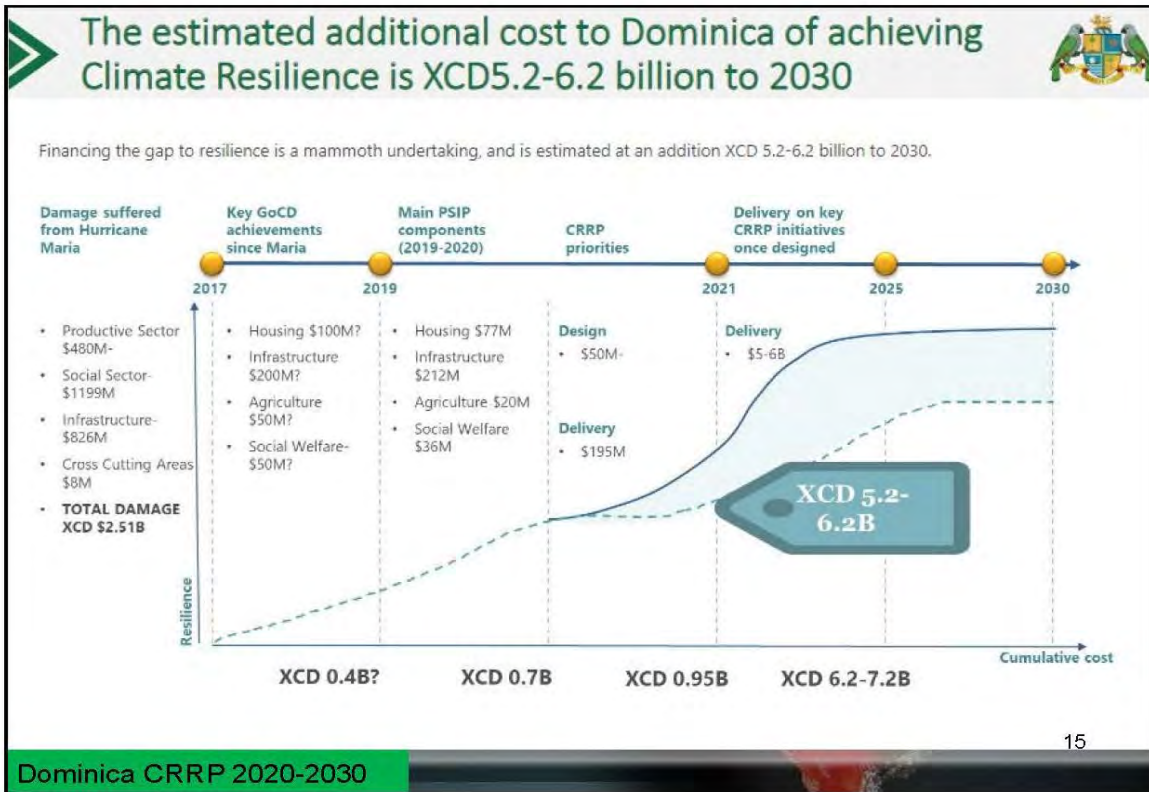 The estimated additional cost to Dominica of achieving
Climate Resilience is XCD5.2-6.2 billion to 2030
Financing the gap to resilience is a mammoth undertaking, and is estimated at an addition XCD 5.2-6.2 billion to 2030.
Damage suffered
from Hurricane
Maria
Key GoCD
achievements
since Maria
Main PSIP
components
(2019-2020)
CRRP
priorities
Delivery on key
CRRP initiatives
once designed
2017
2019
2021
2025
2030
• Productive Sector
$480M-
• Social Sector-
$1199M
• Infrastructure-
$826M
• Cross Cutting Areas
$8M
• TOTAL DAMAGE
XCD $2.51B
• Housing $100M?
• Infrastructure
$200M?
• Agriculture
$50M?
• Social Welfare-
$50M?
• Housing $77M
• Infrastructure
$212M
• Agriculture $20M
• Social Welfare
$36M
Design
• $50M-
Delivery
• $195M
Delivery
• $5-6B
XCD 5.2-
6.2B
Resilience
Cumulative cost
XCD 0.4B?
XCD 0.7B
XCD 0.95B
XCD 6.2-7.2B
15
Dominica CRRP 2020-2030